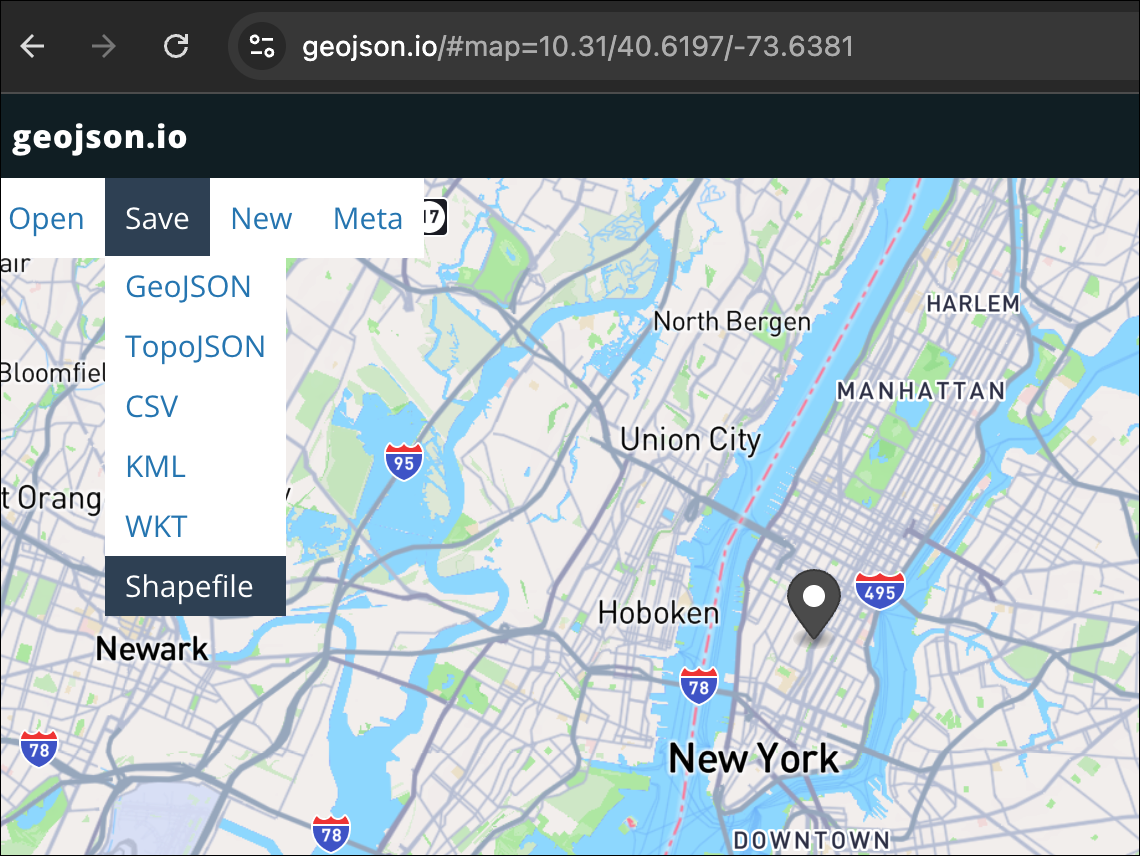 geojson.io/#map=10.31/40.6197/-73.6381
geojson.io
Open Save New Meta
17
air
GeoJSON
HARLEM
North Bergen
TopoJSON
Bloomfiel
MANHATTAN
CSV
Union City
95
KML
t Orang
y
WKT
Shapefile
495
Hoboken
Newark
78
78
New York
78
DOWNTOWN